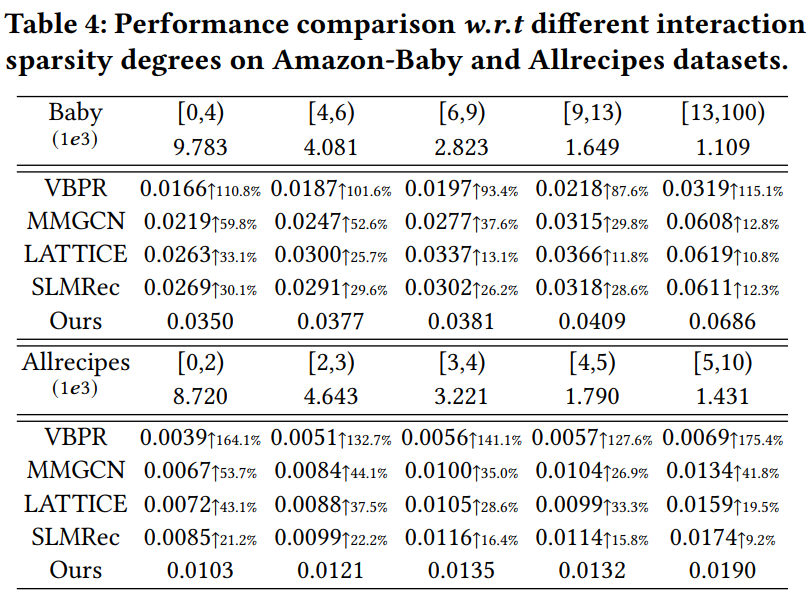 Table 4: Performance comparison w.r.t different interaction
sparsity degrees on Amazon-Baby and Allrecipes datasets.
Baby [0,4) [4,6) [6,9) [9,13) [13,100)
(1e3) 9.783 4.081 2.823 1.649 1.109
VBPR 0.0166↑110.8% 0.0187↑101.6% 0.0197↑93.4% 0.0218↑87.6% 0.0319↑115.1%
MMGCN 0.0219↑59.8% 0.0247↑52.6% 0.0277↑37.6% 0.0315↑29.8% 0.0608↑12.8%
LATTICE 0.0263↑33.1% 0.0300↑25.7% 0.0337↑13.1% 0.0366↑11.8% 0.0619↑10.8%
SLMRec 0.0269↑30.1% 0.0291↑29.6% 0.0302↑26.2% 0.0318↑28.6% 0.0611↑12.3%
Ours 0.0350 0.0377 0.0381 0.0409 0.0686
Allrecipes [0,2) [2,3) [3,4) [4,5) [5,10)
(1e3) 8.720 4.643 3.221 1.790 1.431
VBPR 0.0039↑164.1% 0.0051↑132.7% 0.0056↑141.1% 0.0057↑127.6% 0.0069↑175.4%
MMGCN 0.0067↑53.7% 0.0084↑44.1% 0.0100↑35.0% 0.0104↑26.9% 0.0134↑41.8%
LATTICE 0.0072↑43.1% 0.0088↑37.5% 0.0105↑28.6% 0.0099↑33.3% 0.0159↑19.5%
SLMRec 0.0085↑21.2% 0.0099↑22.2% 0.0116↑16.4% 0.0114↑15.8% 0.0174↑9.2%
Ours 0.0103 0.0121 0.0135 0.0132 0.0190